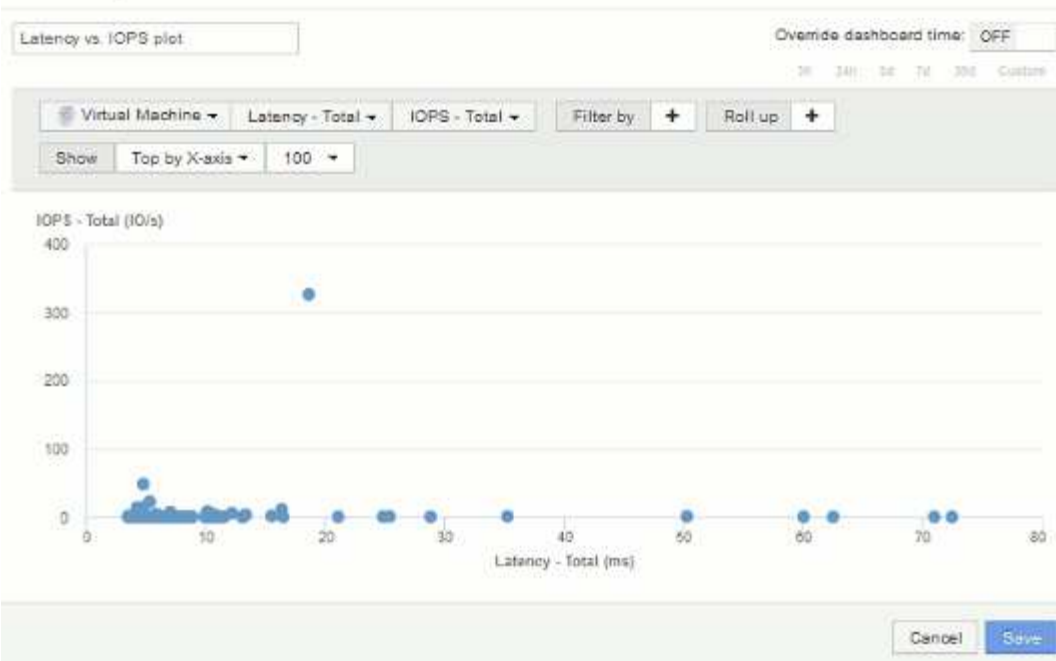 Latency vs. IOPS plot
Override dashboard time: OFF
3h 24h 3d 7d 30d Custom
Virtual Machine Latency - Total IOPS - Total Filter by + Roll up +
Show Top by X-axis 100
IOPS - Total (IO/s)
400
300
200
100
0
0 10 20 30 40 50 60 70 80
Latency - Total (ms)
Cancel Save